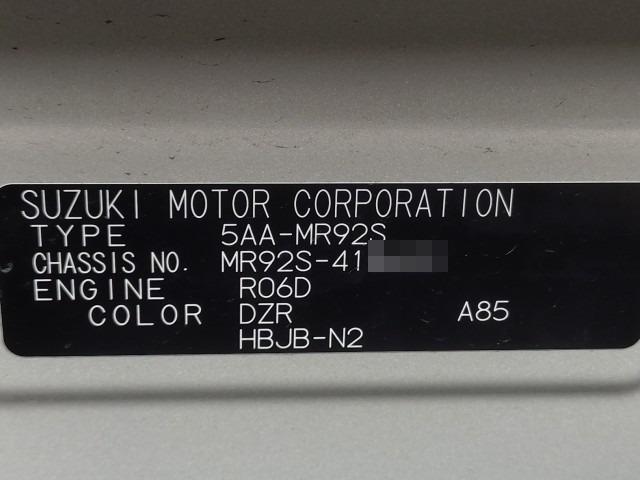 SUZUKI MOTOR CORPORATION
TYPE 5AA-MR92S
CHASSIS NO. MR92S-41
ENGINE R06D
COLOR DZR A85
HBJB-N2